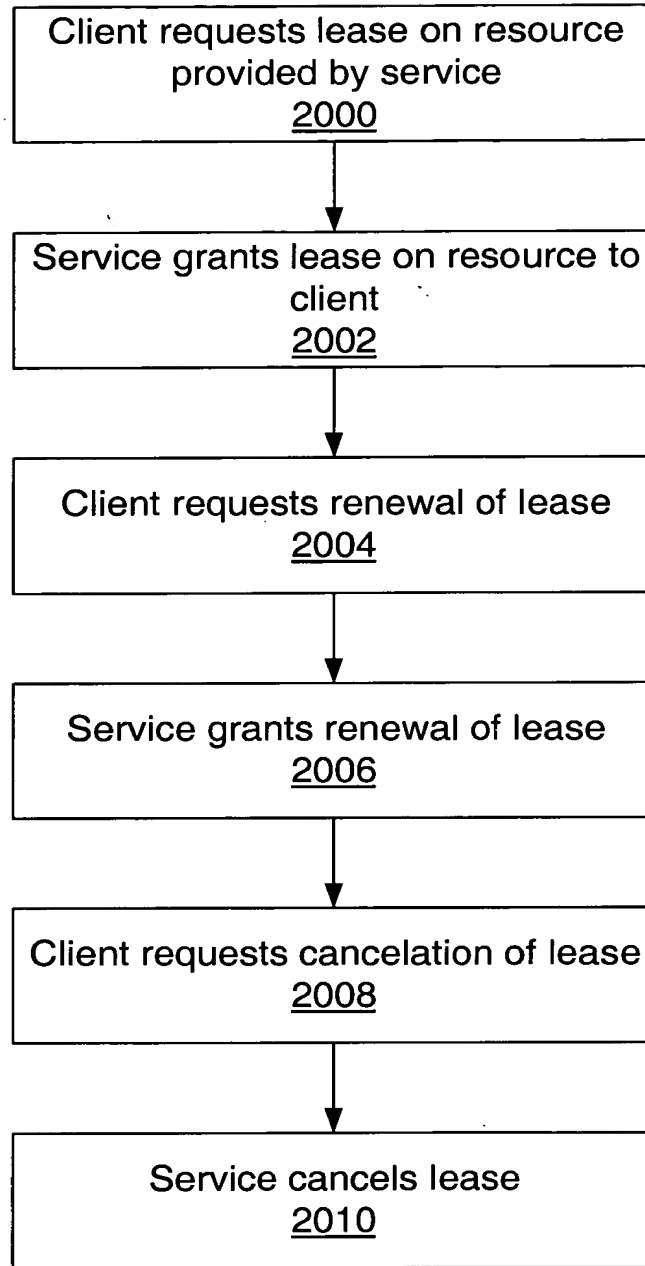 Client requests lease on resource
provided by service
2000
Service grants lease on resource to
client
2002
Client requests renewal of lease
2004
Service grants renewal of lease
2006
Client requests cancelation of lease
2008
Service cancels lease
2010